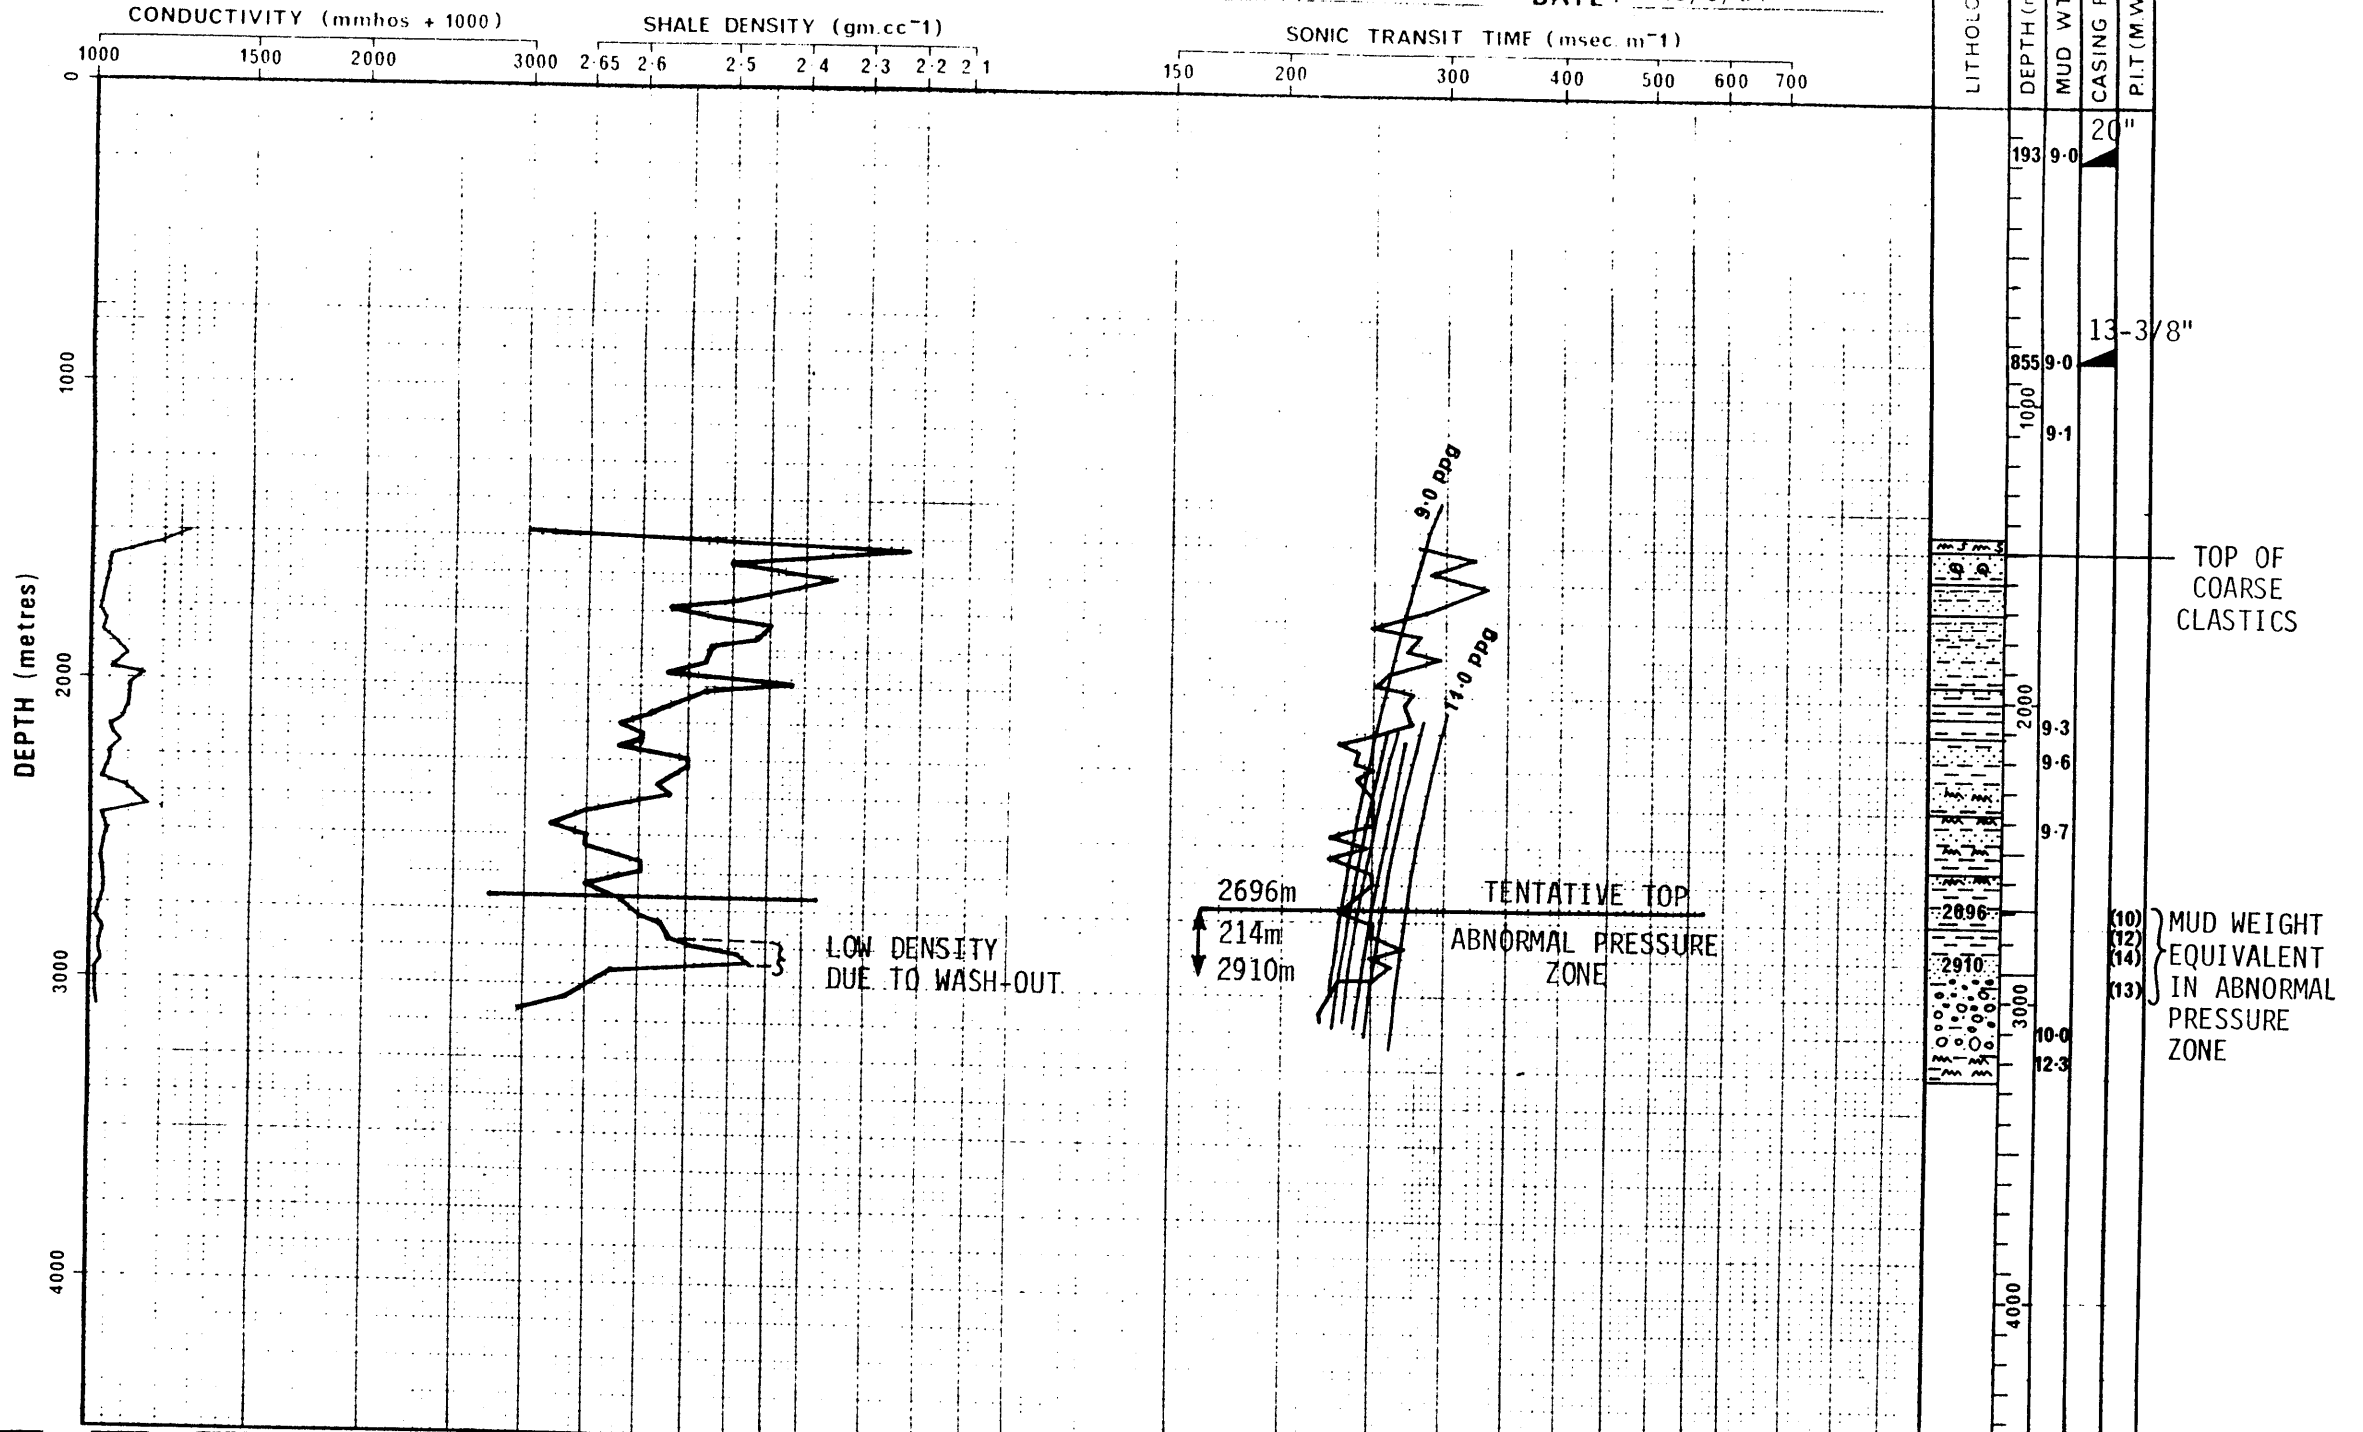 CONDUCTIVITY (mmhos + 1000)
SHALE DENSITY (gm.cc⁻¹)
SONIC TRANSIT TIME (msec. m⁻¹)
1000 1500 2000 3000
2·65 2·6 2·5 2·4 2·3 2·2 2·1
150 200 300 400 500 600 700
DEPTH (metres)
0
1000
2000
3000
4000
MUD WT
20"
193 9·0
13-3/8"
855 9·0
1000
9·1
9·0 ppg
11·0 ppg
TOP OF
COARSE
CLASTICS
2000
9·3
9·6
9·7
2696m
TENTATIVE TOP
214m
ABNORMAL PRESSURE
2910m
ZONE
LOW DENSITY
DUE TO WASH-OUT
2696
2910
(10)
(12)
(14)
(13)
MUD WEIGHT
EQUIVALENT
IN ABNORMAL
PRESSURE
ZONE
3000
10·0
12·3
4000